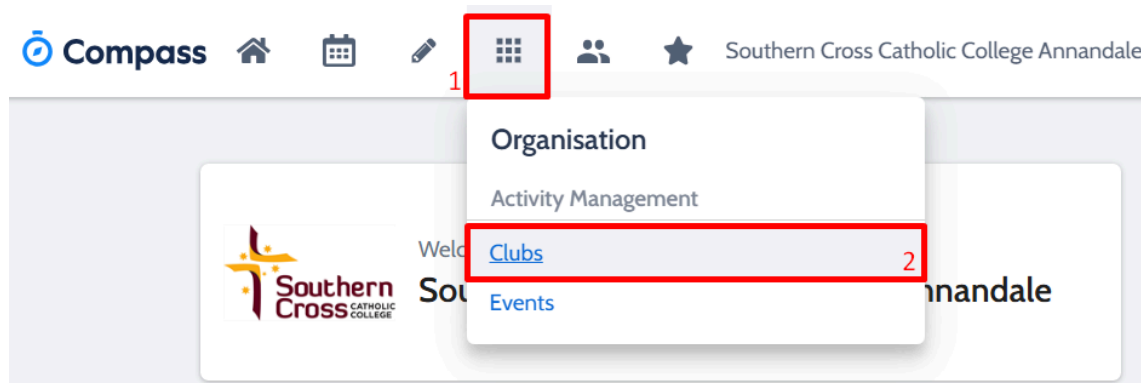 Compass
Southern Cross Catholic College Annandale
1
Organisation
Activity Management
Clubs
2
Events
Southern
Cross CATHOLIC
COLLEGE
Welc
Sou
nnandale